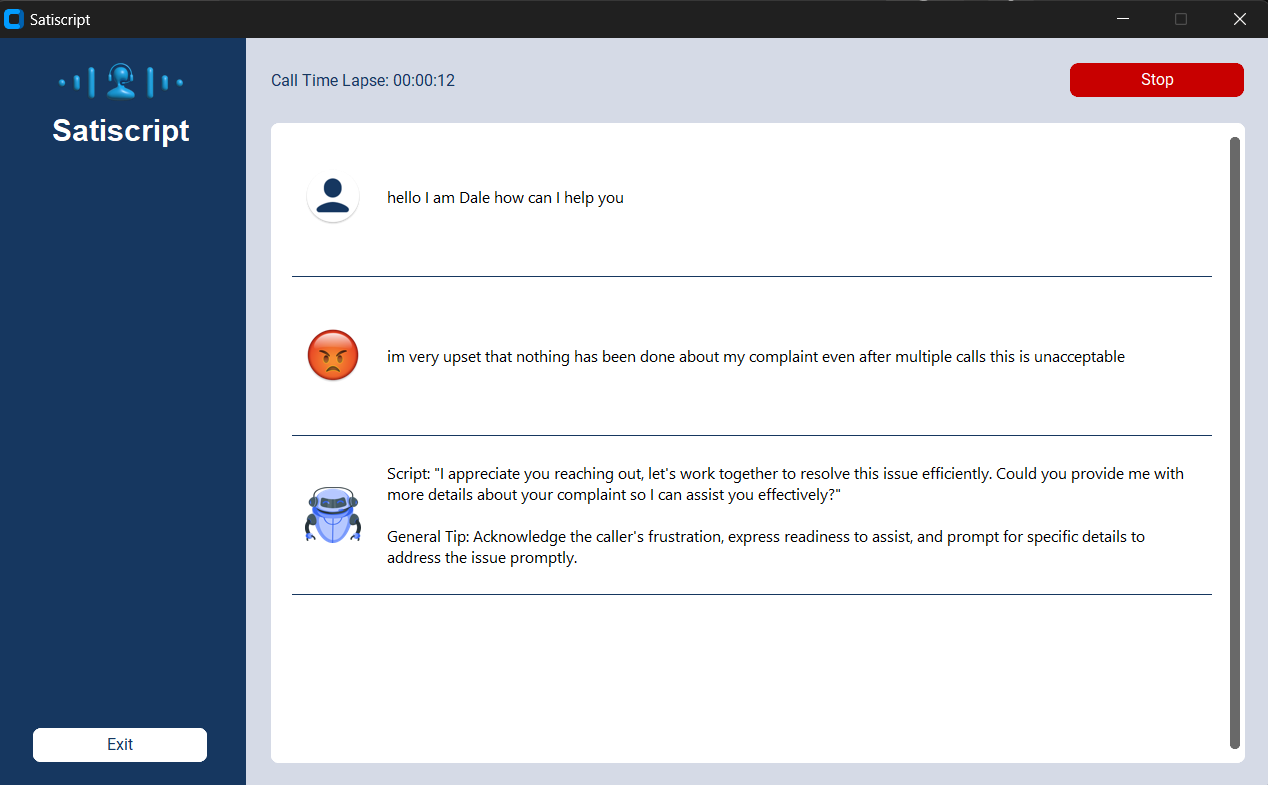 Satiscript
Satiscript
Call Time Lapse: 00:00:12
Stop
hello I am Dale how can I help you
im very upset that nothing has been done about my complaint even after multiple calls this is unacceptable
Script: "I appreciate you reaching out, let's work together to resolve this issue efficiently. Could you provide me with
more details about your complaint so I can assist you effectively?"
General Tip: Acknowledge the caller's frustration, express readiness to assist, and prompt for specific details to
address the issue promptly.
Exit